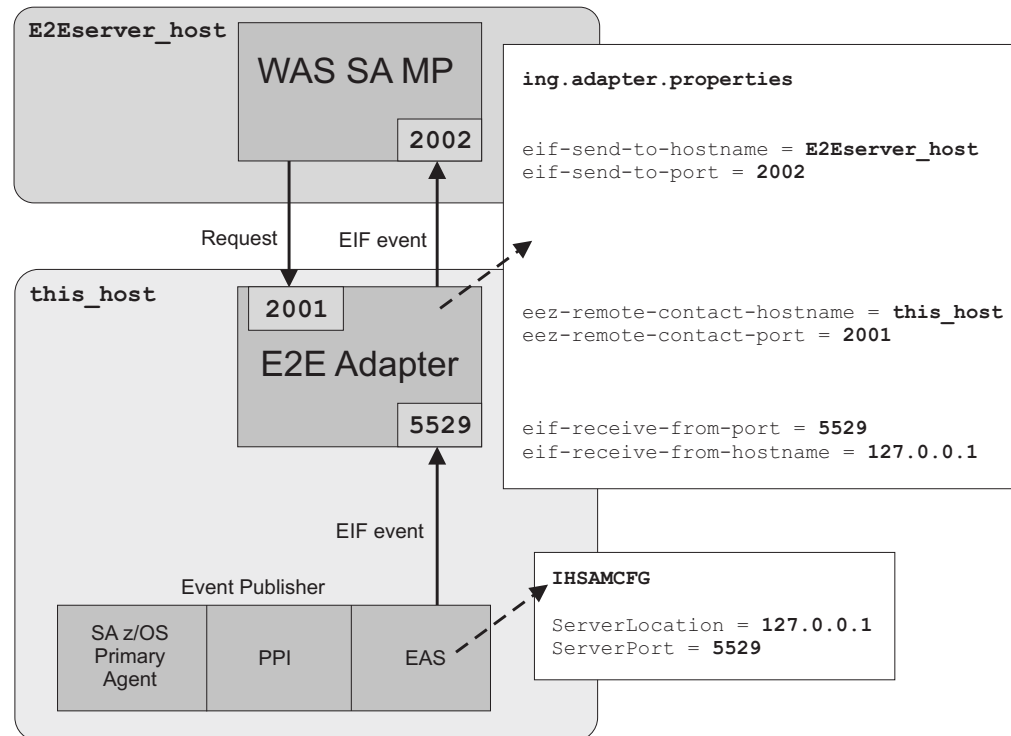 E2Eserver_host
WAS SA MP
2002
ing.adapter.properties
eif-send-to-hostname = E2Eserver_host
eif-send-to-port = 2002
Request
EIF event
this_host
2001
E2E Adapter
5529
eez-remote-contact-hostname = this_host
eez-remote-contact-port = 2001
eif-receive-from-port = 5529
eif-receive-from-hostname = 127.0.0.1
EIF event
Event Publisher
SA z/OS
Primary
Agent
PPI
EAS
IHSAMCFG
ServerLocation = 127.0.0.1
ServerPort = 5529